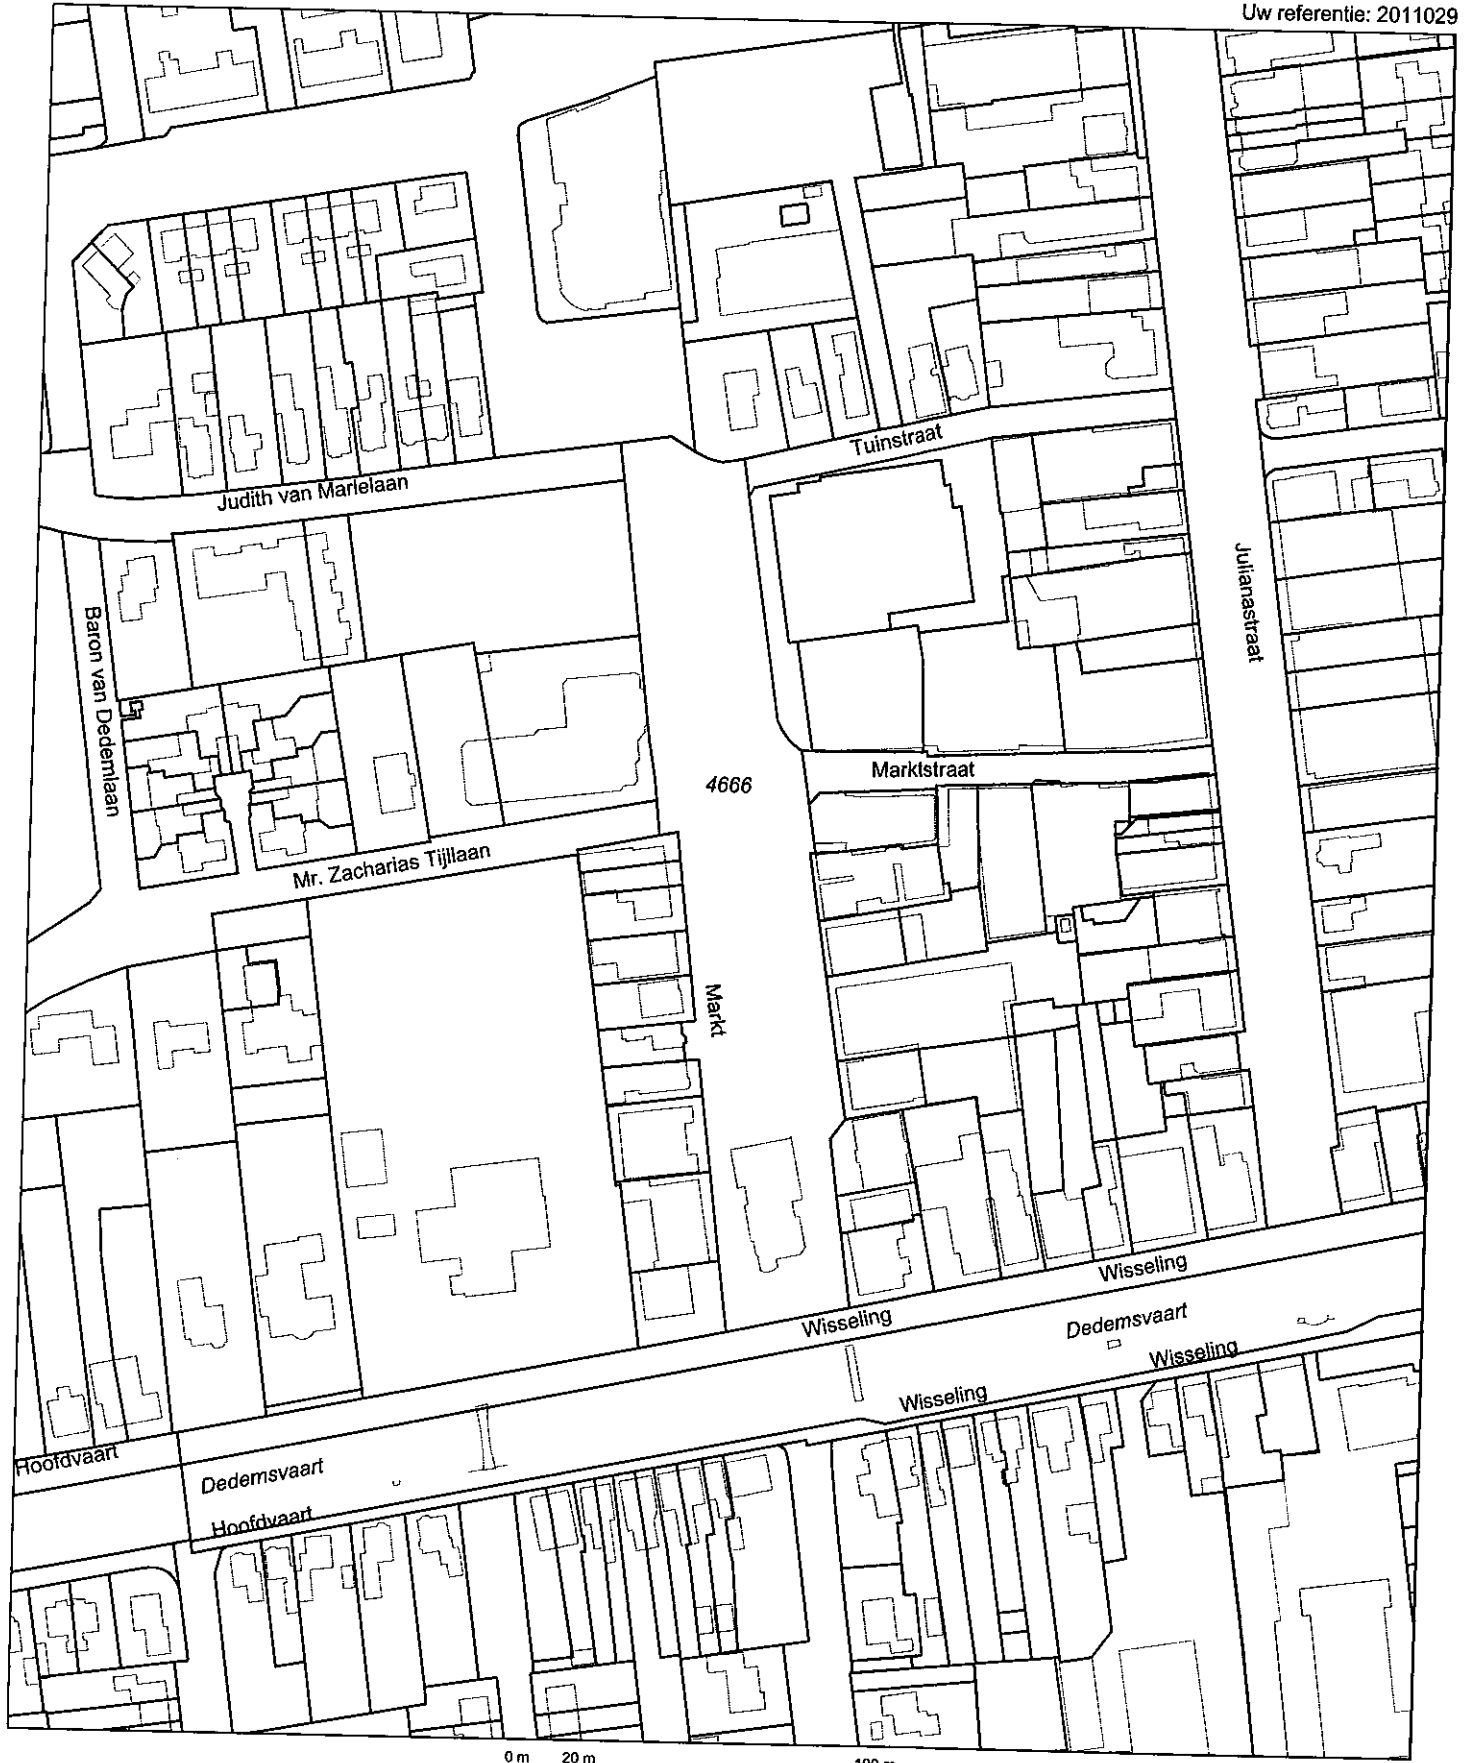 Uw referentie: 2011029
Tuinstraat
Judith van Marlelaan
Julianastraat
Baron van Dedemlaan
Marktstraat
4666
Mr. Zacharias Tijllaan
Markt
Wisseling
Wisseling
Dedemsvaart
Wisseling
Wisseling
Hoofdvaart
Dedemsvaart
Hoofdvaart
0 m 20 m